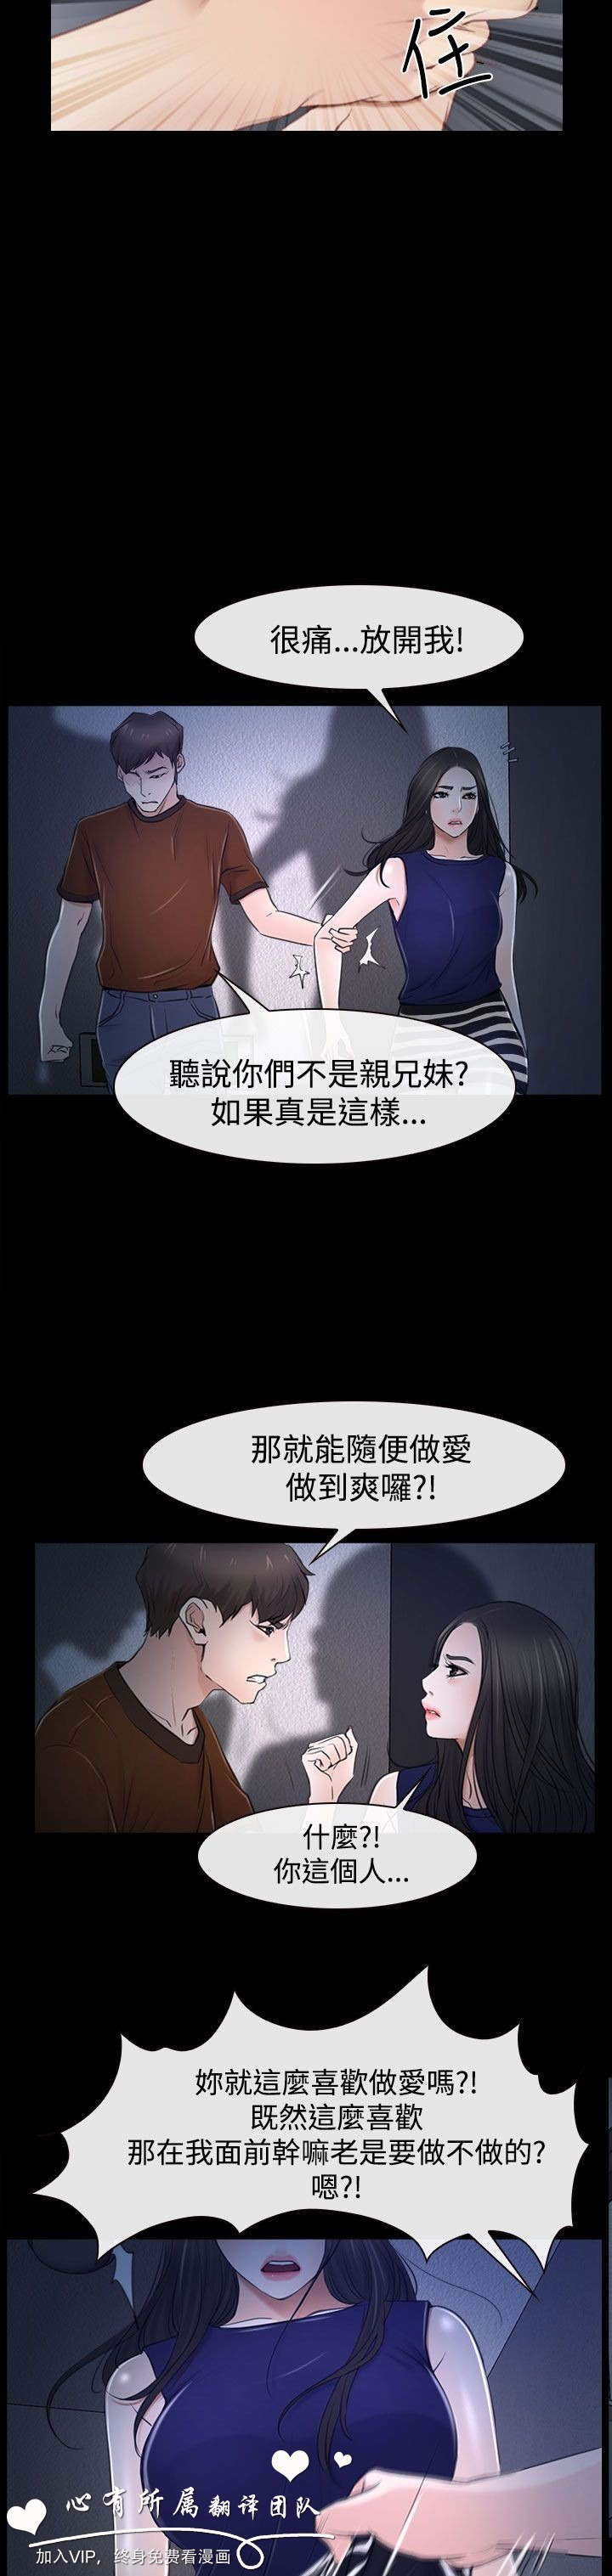 住
很痛...放開我!
聽說你們不是親兄妹?
如果真是這樣...
那就能隨便做愛
做到爽囉?!
什麼?!
你這個人...
妳就這麼喜歡做愛嗎?!
既然這麼喜歡
那在我面前幹嘛老是要做不做的?
嗯?!
心有所属翻译团队
加入VIP，终身免费看漫画